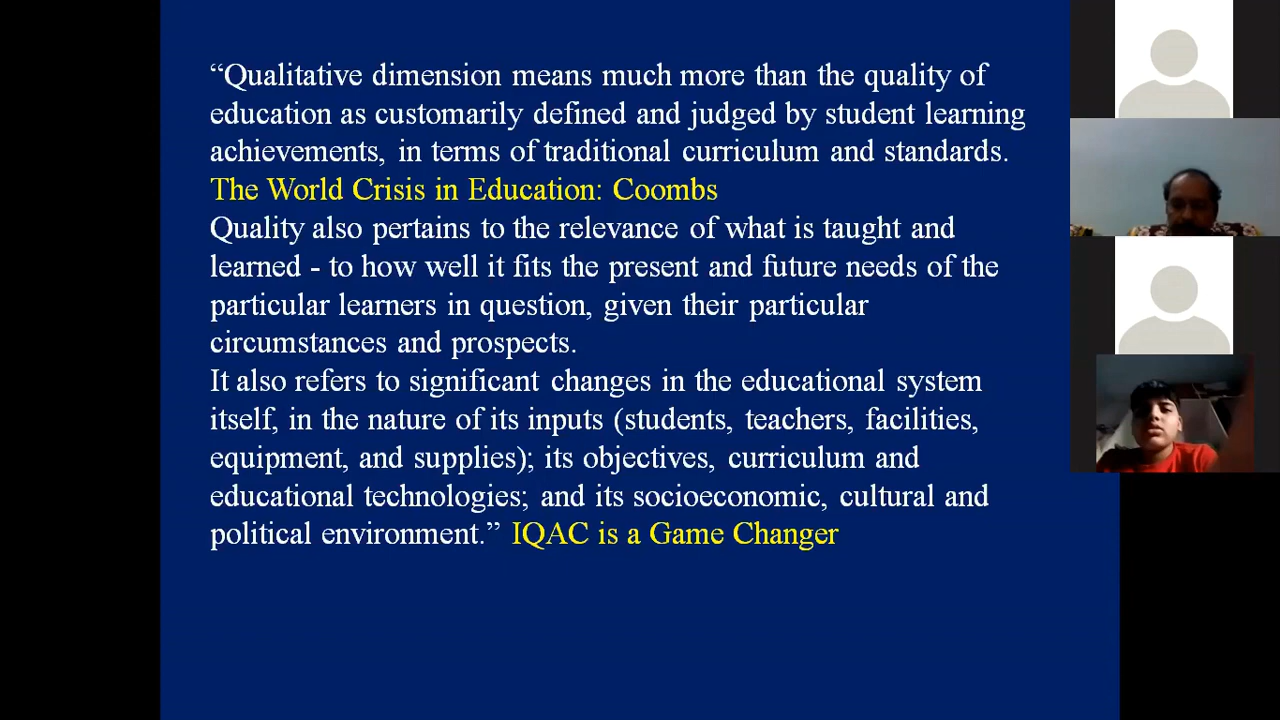 “Qualitative dimension means much more than the quality of
education as customarily defined and judged by student learning
achievements, in terms of traditional curriculum and standards.
The World Crisis in Education: Coombs
Quality also pertains to the relevance of what is taught and
learned - to how well it fits the present and future needs of the
particular learners in question, given their particular
circumstances and prospects.
It also refers to significant changes in the educational system
itself, in the nature of its inputs (students, teachers, facilities,
equipment, and supplies); its objectives, curriculum and
educational technologies; and its socioeconomic, cultural and
political environment.” IQAC is a Game Changer